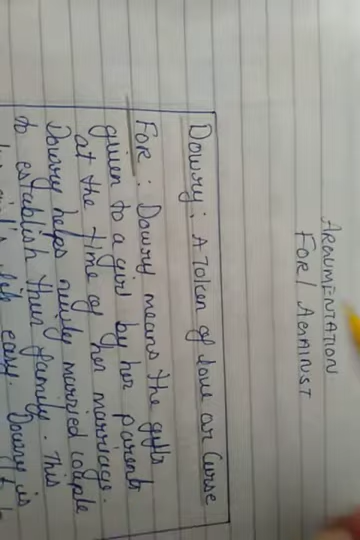 ARGUMENTATION
FOR / AGAINST
Dowry : A Token of love or Curse
For : Dowry means the gifts
given to a girl by her parents
at the time of her marriage.
Dowry helps newly married couple
to establish their family. This
easy. Dowry is